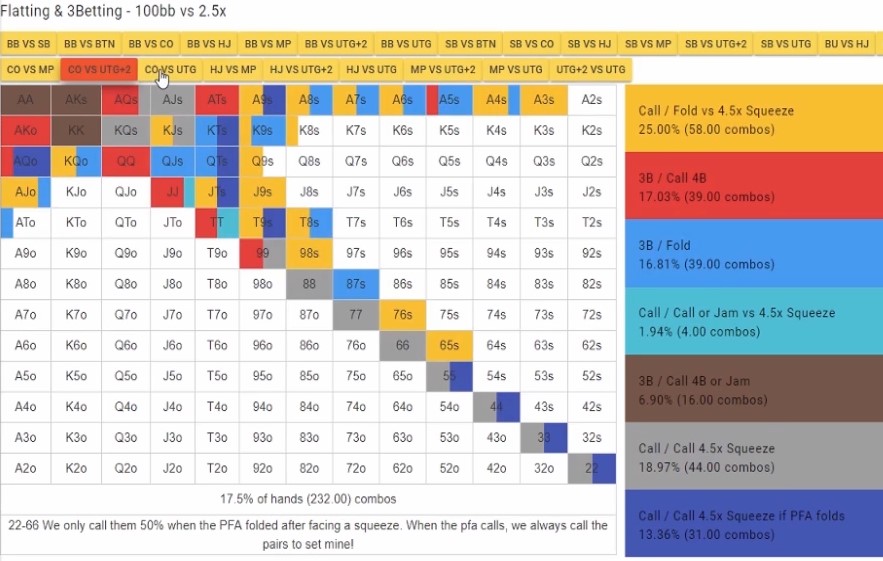 Flatting & 3Betting - 100bb vs 2.5x
BB VS SB BB VS BTN BB VS CO BB VS HJ BB VS MP BB VS UTG+2 BB VS UTG SB VS BTN SB VS CO SB VS HJ SB VS MP SB VS UTG+2 SB VS UTG BU VS HJ
CO VS MP CO VS UTG+2 CO VS UTG HJ VS MP HJ VS UTG+2 HJ VS UTG MP VS UTG+2 MP VS UTG UTG+2 VS UTG
AA AKs AQs AJs ATs A9s A8s A7s A6s A5s A4s A3s A2s
AKo KK KQs KJs KTs K9s K8s K7s K6s K5s K4s K3s K2s
AQo KQo QQ QJs QTs Q9s Q8s Q7s Q6s Q5s Q4s Q3s Q2s
AJo KJo QJo JJ JTs J9s J8s J7s J6s J5s J4s J3s J2s
ATo KTo QTo JTo TT T9s T8s T7s T6s T5s T4s T3s T2s
A9o K9o Q9o J9o T9o 99 98s 97s 96s 95s 94s 93s 92s
A8o K8o Q8o J8o T8o 98o 88 87s 86s 85s 84s 83s 82s
A7o K7o Q7o J7o T7o 97o 87o 77 76s 75s 74s 73s 72s
A6o K6o Q6o J6o T6o 96o 86o 76o 66 65s 64s 63s 62s
A5o K5o Q5o J5o T5o 95o 85o 75o 65o 55 54s 53s 52s
A4o K4o Q4o J4o T4o 94o 84o 74o 64o 54o 44 43s 42s
A3o K3o Q3o J3o T3o 93o 83o 73o 63o 53o 43o 33 32s
A2o K2o Q2o J2o T2o 92o 82o 72o 62o 52o 42o 32o 22
17.5% of hands (232.00) combos
22-66 We only call them 50% when the PFA folded after facing a squeeze. When the pfa calls, we always call the
pairs to set mine!
Call / Fold vs 4.5x Squeeze
25.00% (58.00 combos)
3B / Call 4B
17.03% (39.00 combos)
3B / Fold
16.81% (39.00 combos)
Call / Call or Jam vs 4.5x Squeeze
1.94% (4.00 combos)
3B / Call 4B or Jam
6.90% (16.00 combos)
Call / Call 4.5x Squeeze
18.97% (44.00 combos)
Call / Call 4.5x Squeeze if PFA folds
13.36% (31.00 combos)